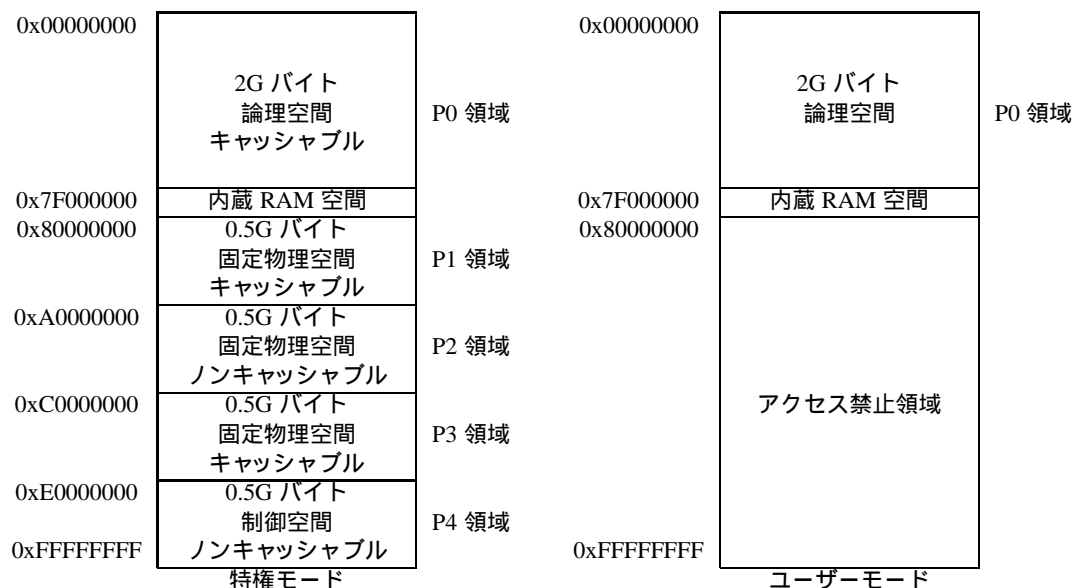 0x00000000
2G バイト
論理空間
キャッシャブル
P0 領域
0x7F000000
内蔵 RAM 空間
0x80000000
0.5G バイト
固定物理空間
キャッシャブル
P1 領域
0xA0000000
0.5G バイト
固定物理空間
ノンキャッシャブル
P2 領域
0xC0000000
0.5G バイト
固定物理空間
キャッシャブル
P3 領域
0xE0000000
0.5G バイト
制御空間
ノンキャッシャブル
P4 領域
0xFFFFFFFF
特権モード
0x00000000
2G バイト
論理空間
P0 領域
0x7F000000
内蔵 RAM 空間
0x80000000
アクセス禁止領域
0xFFFFFFFF
ユーザーモード